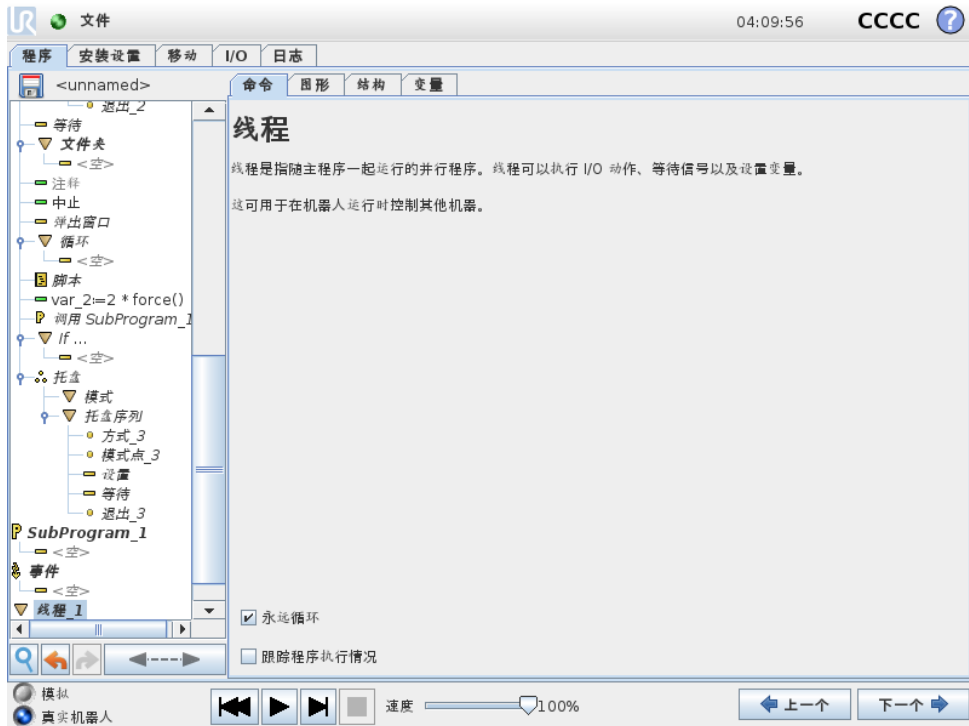 UR 文件 04:09:56 CCCC ?
程序 安装设置 移动 I/O 日志
<unnamed>
命令 图形 结构 变量
退出_2
等待
文件夹
<空>
注释
中止
弹出窗口
循环
<空>
脚本
var_2:=2 * force()
调用 SubProgram_1
If ...
<空>
托盘
模式
托盘序列
方式_3
模式点_3
设置
等待
退出_3
SubProgram_1
<空>
事件
<空>
线程_1
线程
线程是指随主程序一起运行的并行程序。线程可以执行 I/O 动作、等待信号以及设置变量。
这可用于在机器人运行时控制其他机器。
永远循环
跟踪程序执行情况
模拟
真实机器人
速度 100%
上一个 下一个